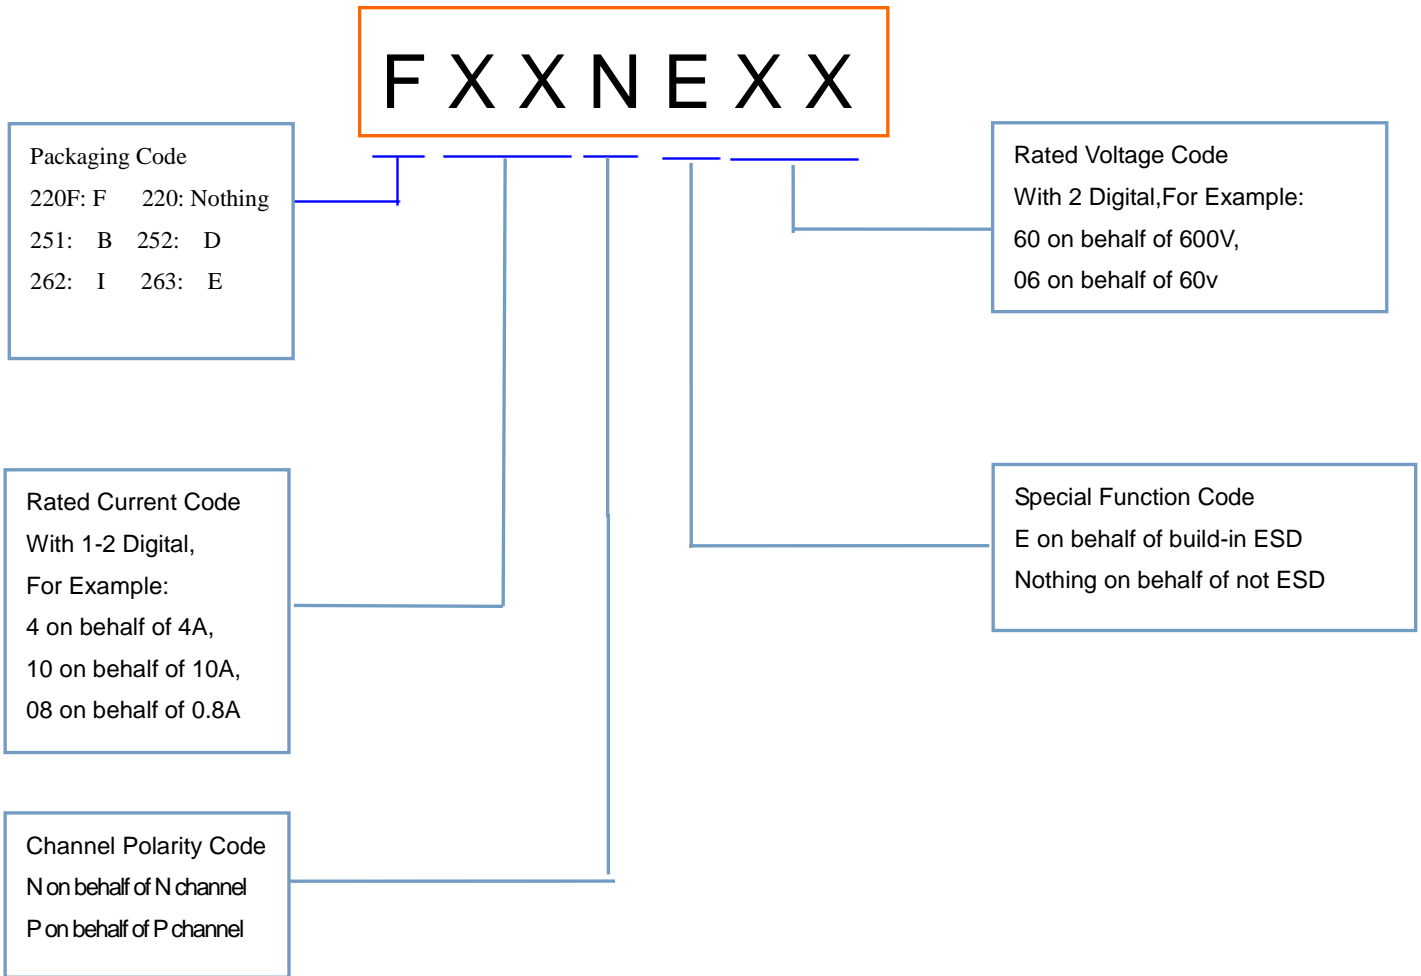 F X X N E X X
Packaging Code
220F: F 220: Nothing
251: B 252: D
262: I 263: E
Rated Voltage Code
With 2 Digital,For Example:
60 on behalf of 600V,
06 on behalf of 60v
Rated Current Code
With 1-2 Digital,
For Example:
4 on behalf of 4A,
10 on behalf of 10A,
08 on behalf of 0.8A
Special Function Code
E on behalf of build-in ESD
Nothing on behalf of not ESD
Channel Polarity Code
N on behalf of N channel
P on behalf of P channel